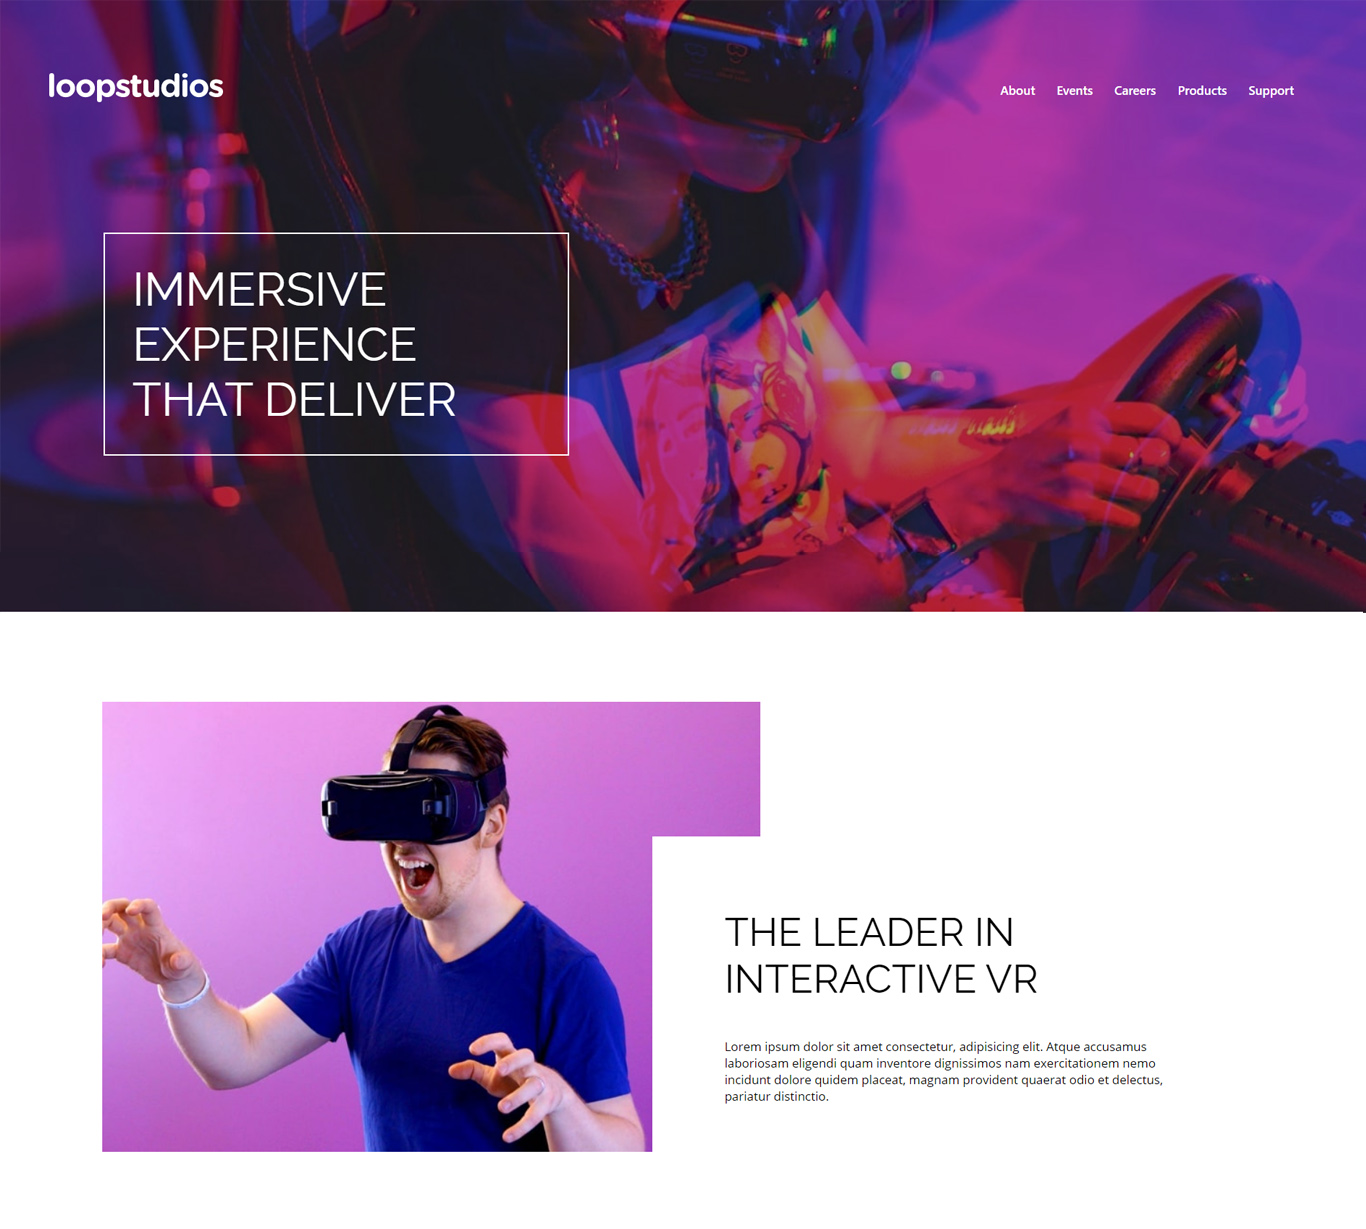 loopstudios
About Events Careers Products Support
IMMERSIVE
EXPERIENCE
THAT DELIVER
THE LEADER IN
INTERACTIVE VR
Lorem ipsum dolor sit amet consectetur, adipisicing elit. Atque accusamus
laboriosam eligendi quam inventore dignissimos nam exercitationem nemo
incidunt dolore quidem placeat, magnam provident quaerat odio et delectus,
pariatur distinctio.